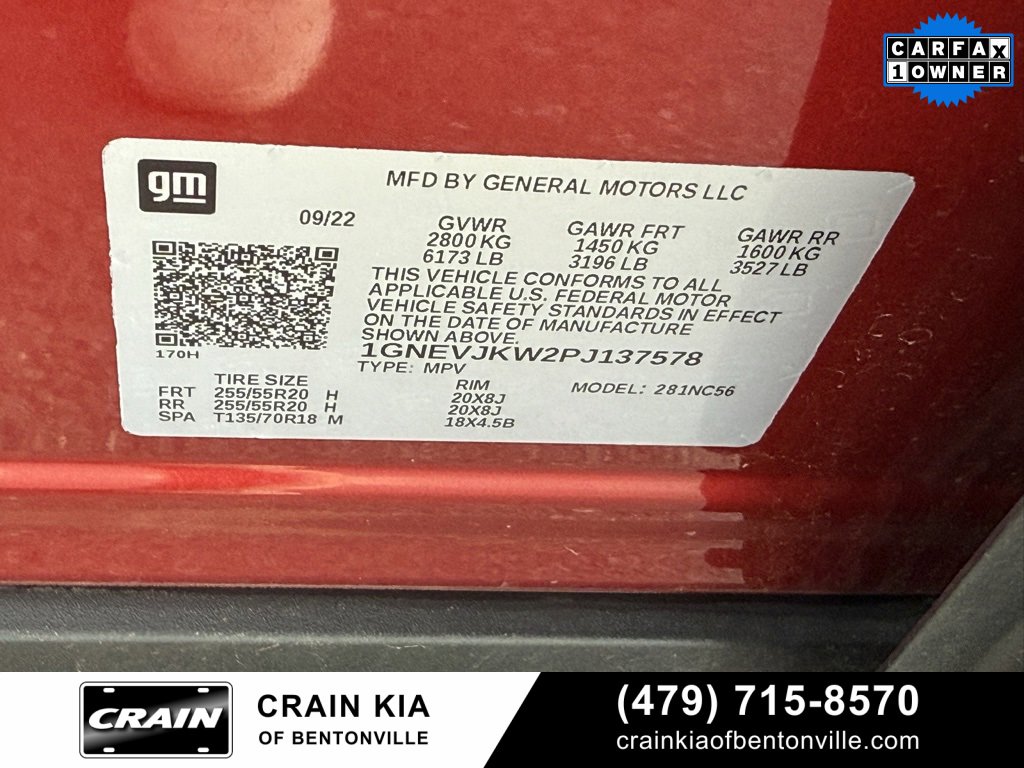 CARFAX
1 OWNER
gm
MFD BY GENERAL MOTORS LLC
09/22
GVWR
2800 KG
6173 LB
GAWR FRT
1450 KG
3196 LB
GAWR RR
1600 KG
3527 LB
THIS VEHICLE CONFORMS TO ALL
APPLICABLE U.S. FEDERAL MOTOR
VEHICLE SAFETY STANDARDS IN EFFECT
ON THE DATE OF MANUFACTURE
SHOWN ABOVE.
170H
1GNEVJKW2PJ137578
TYPE: MPV
MODEL: 281NC56
TIRE SIZE RIM
FRT 255/55R20 H 20X8J
RR 255/55R20 H 20X8J
SPA T135/70R18 M 18X4.5B
CRAIN
CRAIN KIA
OF BENTONVILLE
(479) 715-8570
crainkiaofbentonville.com